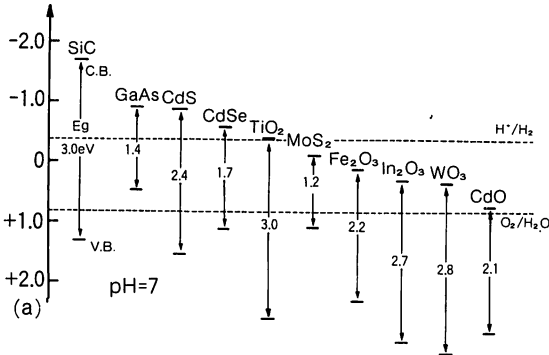 -2.0
SiC
C.B.
-1.0
GaAs
CdS
CdSe
TiO₂
MoS₂
H⁺/H₂
Eg
3.0eV
1.4
2.4
1.7
3.0
1.2
Fe₂O₃
In₂O₃
WO₃
CdO
0
+1.0
O₂/H₂O
V.B.
2.2
2.7
2.8
2.1
+2.0
pH=7
(a)